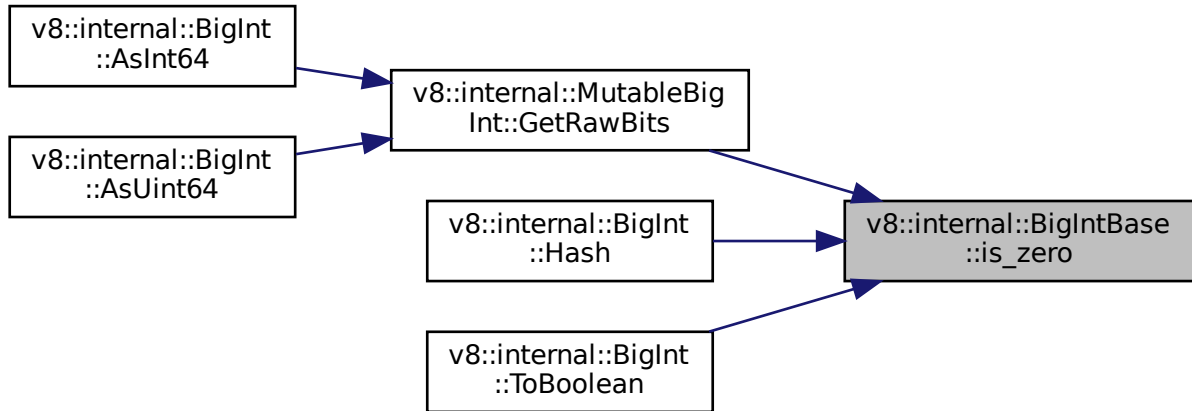 v8::internal::BigInt
::AsInt64
v8::internal::BigInt
::AsUint64
v8::internal::MutableBig
Int::GetRawBits
v8::internal::BigInt
::Hash
v8::internal::BigInt
::ToBoolean
v8::internal::BigIntBase
::is_zero